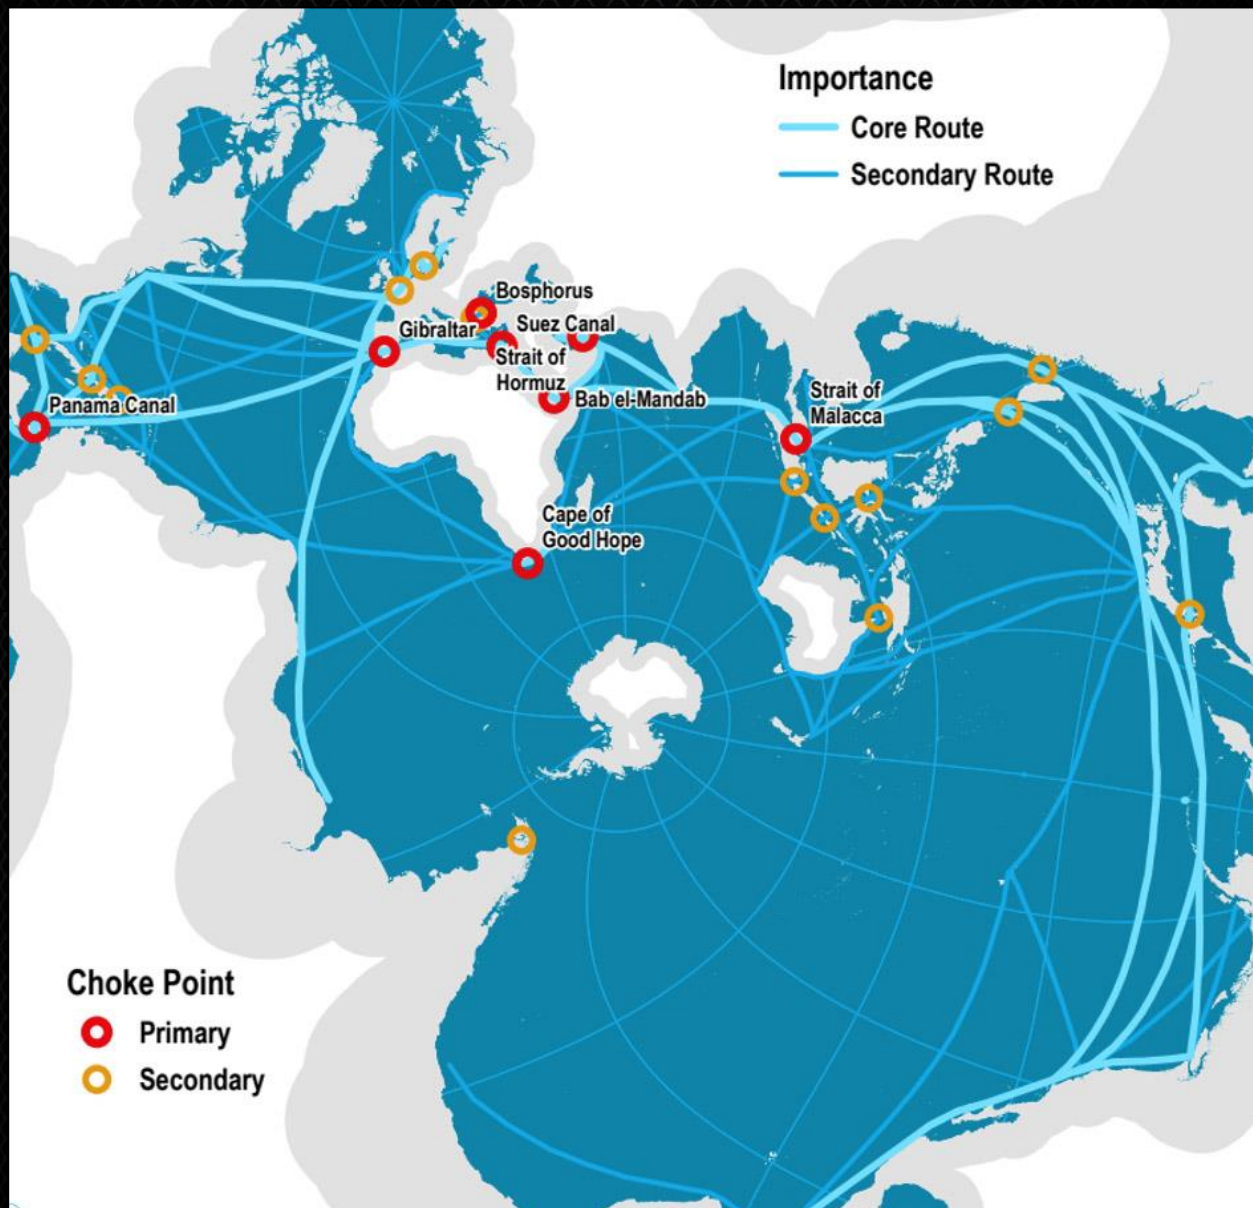 Importance
Core Route
Secondary Route
Bosphorus
Gibraltar
Suez Canal
Strait of
Hormuz
Bab el-Mandab
Strait of
Malacca
Panama Canal
Cape of
Good Hope
Choke Point
Primary
Secondary